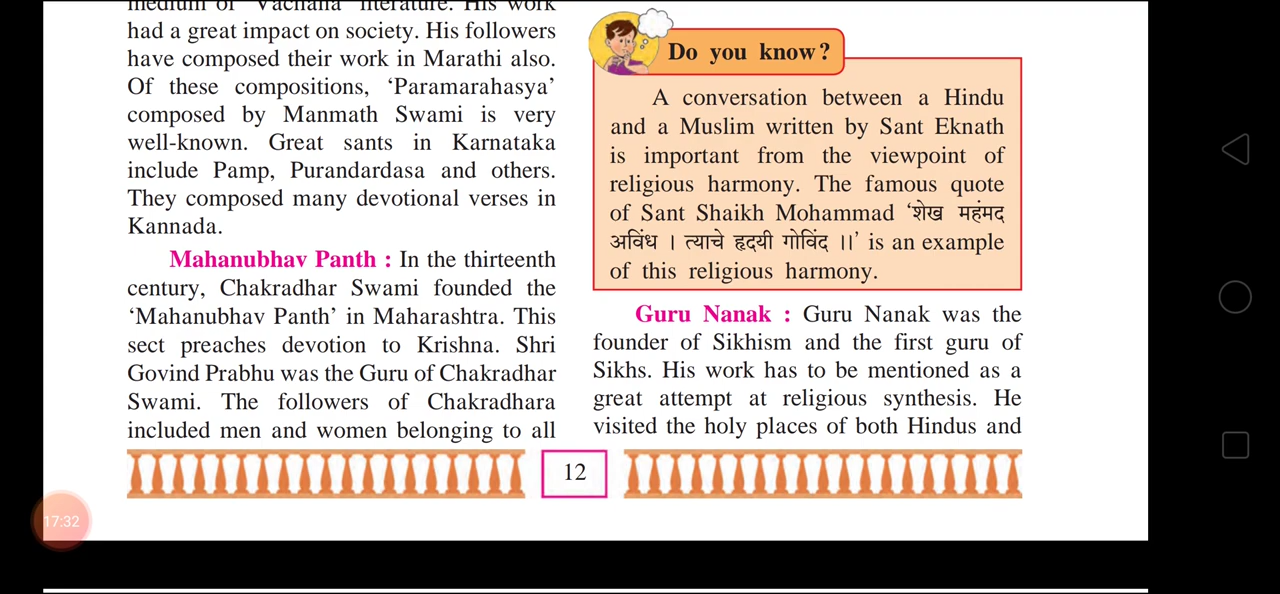 medium of 'Vachana' literature. His work
had a great impact on society. His followers
have composed their work in Marathi also.
Of these compositions, 'Paramarahasya'
composed by Manmath Swami is very
well-known. Great sants in Karnataka
include Pamp, Purandardasa and others.
They composed many devotional verses in
Kannada.
Mahanubhav Panth : In the thirteenth
century, Chakradhar Swami founded the
'Mahanubhav Panth' in Maharashtra. This
sect preaches devotion to Krishna. Shri
Govind Prabhu was the Guru of Chakradhar
Swami. The followers of Chakradhara
included men and women belonging to all
Do you know?
A conversation between a Hindu
and a Muslim written by Sant Eknath
is important from the viewpoint of
religious harmony. The famous quote
of Sant Shaikh Mohammad 'शेख महंमद
अविंध । त्याचे हृदयी गोविंद ।।' is an example
of this religious harmony.
Guru Nanak : Guru Nanak was the
founder of Sikhism and the first guru of
Sikhs. His work has to be mentioned as a
great attempt at religious synthesis. He
visited the holy places of both Hindus and
12
17:32